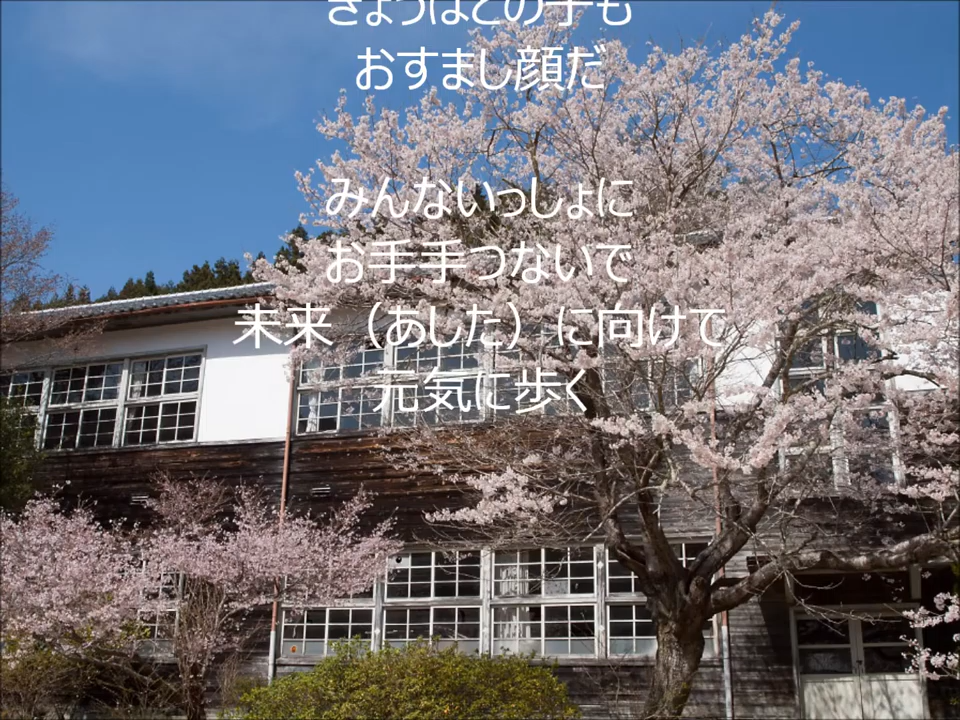 きょうはどの子も
おすまし顔だ
みんないっしょに
お手手つないで
未来（あした）に向けて
元気に歩く